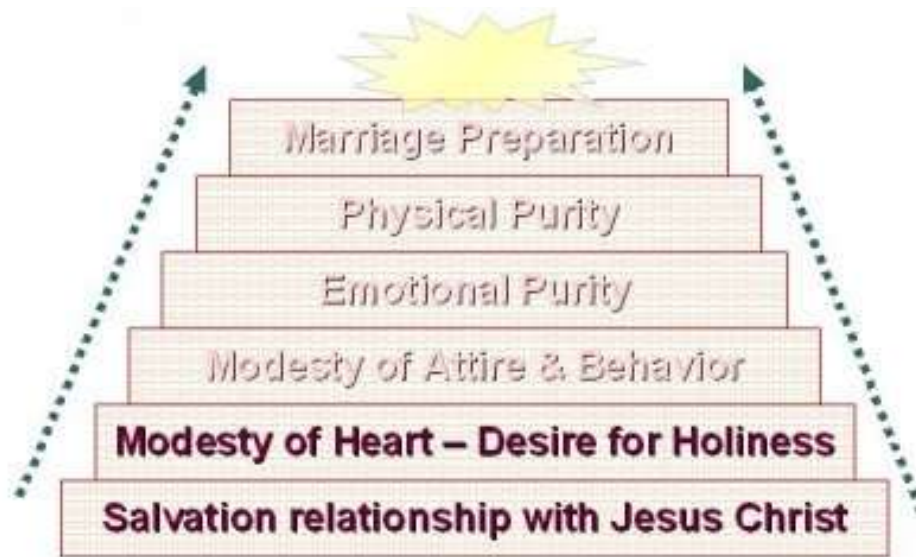 Marriage Preparation
Physical Purity
Emotional Purity
Modesty of Attire & Behavior
Modesty of Heart – Desire for Holiness
Salvation relationship with Jesus Christ